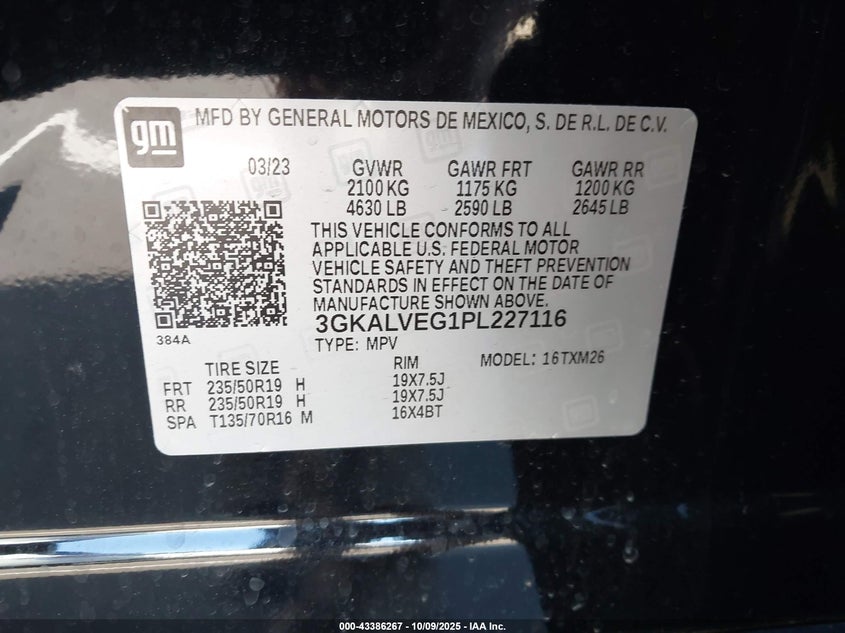 gm
MFD BY GENERAL MOTORS DE MEXICO, S. DE R.L. DE C.V.
03/23 GVWR GAWR FRT GAWR RR
2100 KG 1175 KG 1200 KG
4630 LB 2590 LB 2645 LB
THIS VEHICLE CONFORMS TO ALL
APPLICABLE U.S. FEDERAL MOTOR
VEHICLE SAFETY AND THEFT PREVENTION
STANDARDS IN EFFECT ON THE DATE OF
MANUFACTURE SHOWN ABOVE.
3GKALVEG1PL227116
384A
TYPE: MPV
TIRE SIZE RIM MODEL: 16TXM26
FRT 235/50R19 H 19X7.5J
RR 235/50R19 H 19X7.5J
SPA T135/70R16 M 16X4BT
000-43386267 - 10/09/2025 - IAA Inc.